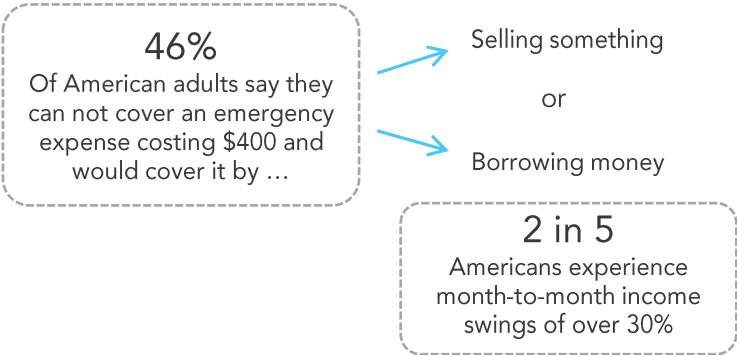 46%
Of American adults say they
can not cover an emergency
expense costing $400 and
would cover it by …
Selling something
or
Borrowing money
2 in 5
Americans experience
month-to-month income
swings of over 30%